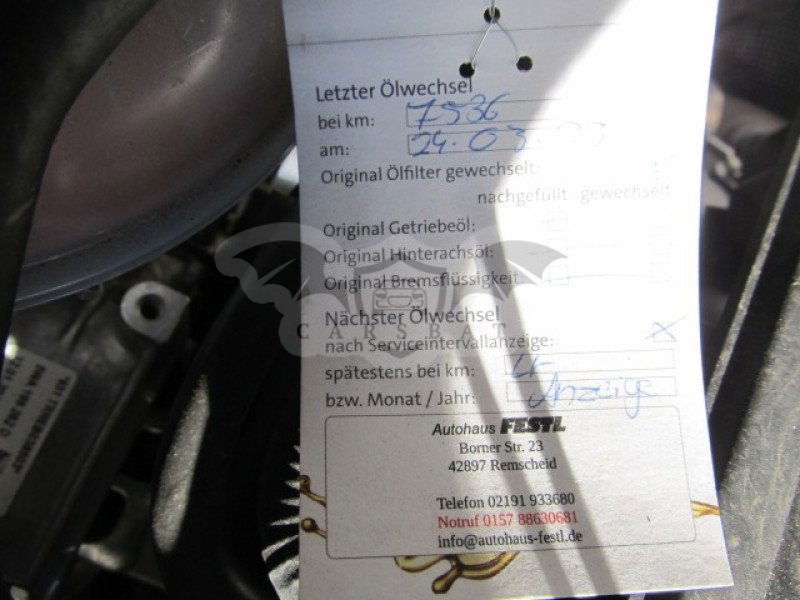 Letzter Ölwechsel
bei km: 7536
am: 24.03.
Original Ölfilter gewechselt: x
nachgefüllt gewechselt
Original Getriebeöl:
Original Hinterachsöl:
Original Bremsflüssigkeit:
CARSBAT
Nächster Ölwechsel
nach Serviceintervallanzeige: x
spätestens bei km: Lt
bzw. Monat / Jahr: Anzeige
Autohaus FESTL
Borner Str. 23
42897 Remscheid
Telefon 02191 933680
Notruf 0157 88630681
info@autohaus-festl.de